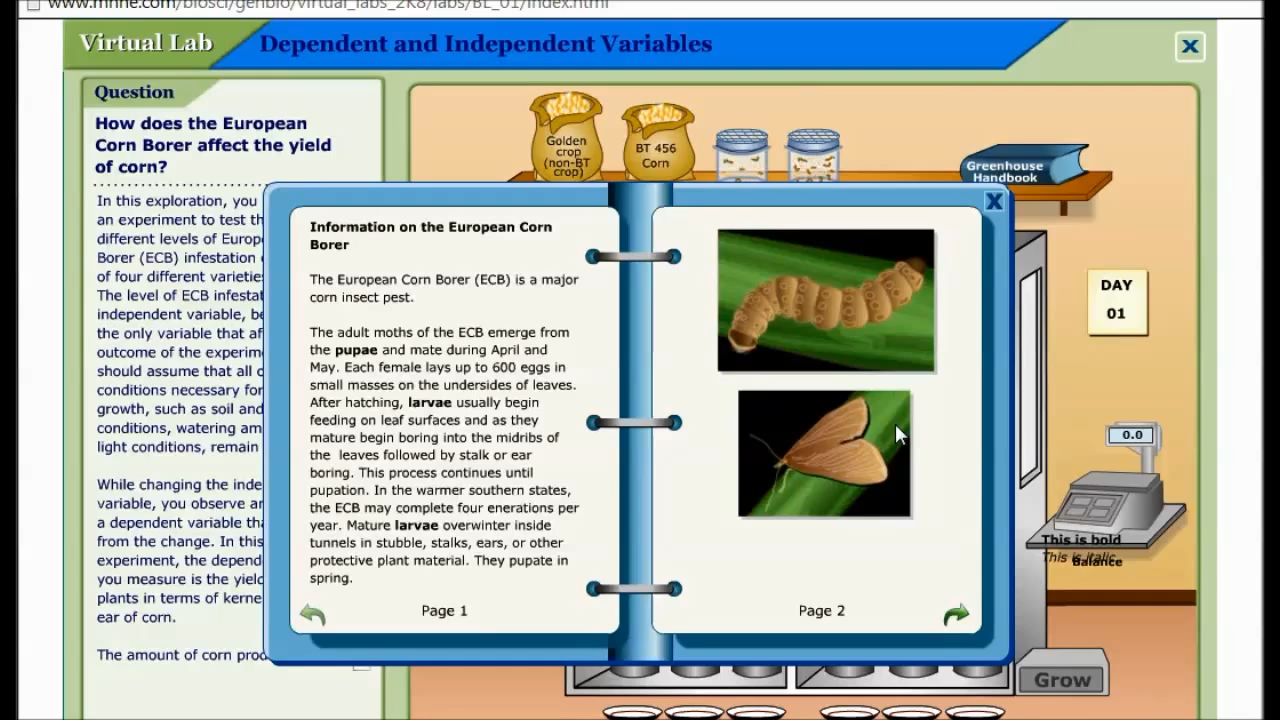 www.mhhe.com/biosci/genbio/virtual_labs_2K8/labs/BL_01/index.html
Virtual Lab
Dependent and Independent Variables
X
Question
How does the European
Corn Borer affect the yield
of corn?
In this exploration, you
an experiment to test th
different levels of Europe
Borer (ECB) infestation
of four different varietie
The level of ECB infestat
independent variable, be
the only variable that af
outcome of the experim
should assume that all
conditions necessary for
growth, such as soil and
conditions, watering am
light conditions, remain
While changing the inde
variable, you observe an
a dependent variable tha
from the change. In this
experiment, the depend
you measure is the yield
plants in terms of kerne
ear of corn.
The amount of corn prod
Golden
crop
(non-BT
crop)
BT 456
Corn
Greenhouse
Handbook
X
Information on the European Corn
Borer
The European Corn Borer (ECB) is a major
corn insect pest.
The adult moths of the ECB emerge from
the pupae and mate during April and
May. Each female lays up to 600 eggs in
small masses on the undersides of leaves.
After hatching, larvae usually begin
feeding on leaf surfaces and as they
mature begin boring into the midribs of
the leaves followed by stalk or ear
boring. This process continues until
pupation. In the warmer southern states,
the ECB may complete four enerations per
year. Mature larvae overwinter inside
tunnels in stubble, stalks, ears, or other
protective plant material. They pupate in
spring.
Page 1
Page 2
DAY
01
0.0
This is bold
This is italic
Balance
Grow